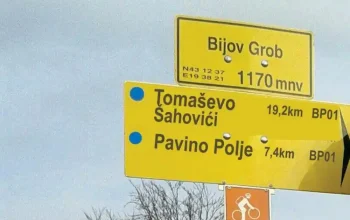 Bijov Grob
N43 12 37
E19 38 21 1170 mnv
Tomaševo 19,2km BP01
Šahovići
Pavino Polje 7,4km BP01